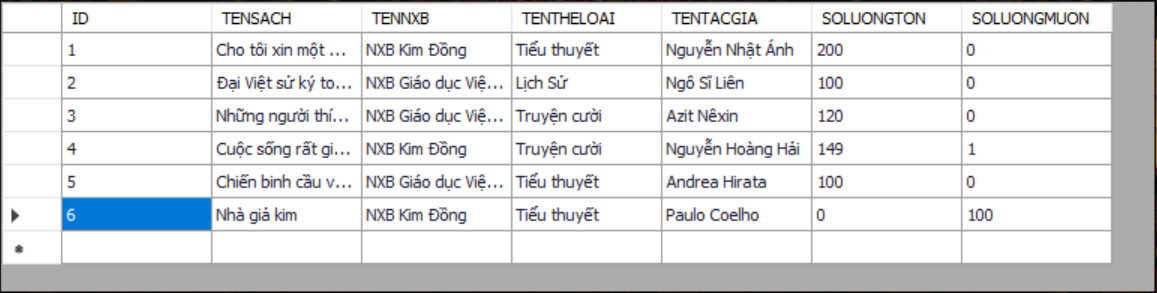 ID TENSACH TENNXB TENTHELOAI TENTACGIA SOLUONGTON SOLUONGMUON
1 Cho tôi xin một ... NXB Kim Đồng Tiểu thuyết Nguyễn Nhật Ánh 200 0
2 Đại Việt sử ký to... NXB Giáo dục Việ... Lịch Sử Ngô Sĩ Liên 100 0
3 Những người thí... NXB Giáo dục Việ... Truyện cười Azit Nêxin 120 0
4 Cuộc sống rất gi... NXB Kim Đồng Truyện cười Nguyễn Hoàng Hải 149 1
5 Chiến binh cầu v... NXB Giáo dục Việ... Tiểu thuyết Andrea Hirata 100 0
6 Nhà giả kim NXB Kim Đồng Tiểu thuyết Paulo Coelho 0 100